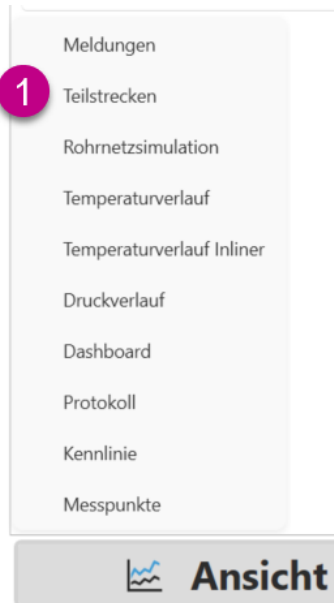 Meldungen
1 Teilstrecken
Rohrnetzsimulation
Temperaturverlauf
Temperaturverlauf Inliner
Druckverlauf
Dashboard
Protokoll
Kennlinie
Messpunkte
Ansicht